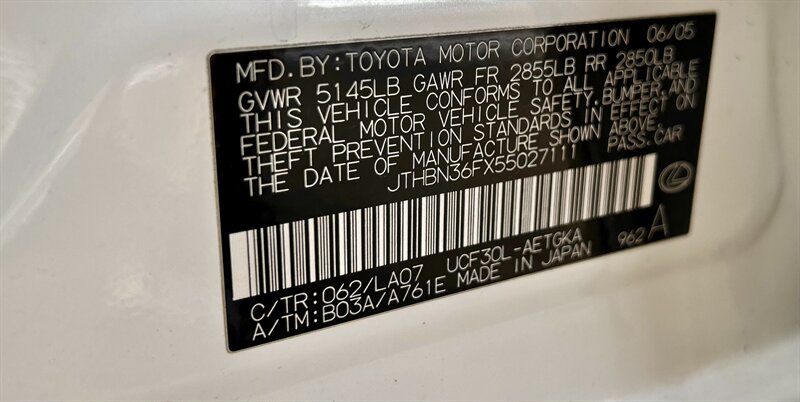 MFD.BY: TOYOTA MOTOR CORPORATION 06/05
GVWR 5145LB GAWR FR 2855LB RR 2850LB
THIS VEHICLE CONFORMS TO ALL APPLICABLE
FEDERAL MOTOR VEHICLE SAFETY,BUMPER,AND
THEFT PREVENTION STANDARDS IN EFFECT ON
THE DATE OF MANUFACTURE SHOWN ABOVE.
JTHBN36FX55027111 PASS.CAR
C/TR:062/LA07 UCF30L-AETGKA 962 A
A/TM:B03A/A761E MADE IN JAPAN